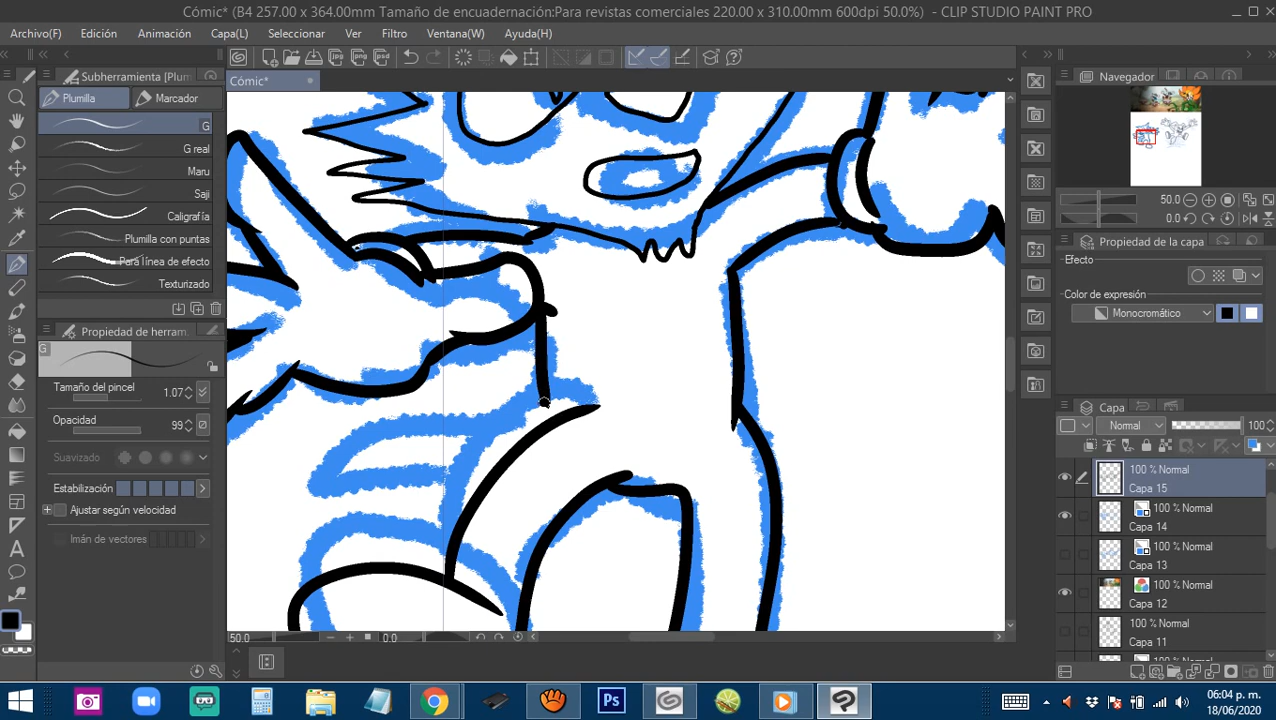 Cómic* (B4 257.00 x 364.00mm Tamaño de encuadernación:Para revistas comerciales 220.00 x 310.00mm 600dpi 50.0%) - CLIP STUDIO PAINT PRO
Archivo(F) Edición Animación Capa(L) Seleccionar Ver Filtro Ventana(W) Ayuda(H)
Subherramienta [Plum
Cómic*
Navegador
Plumilla Marcador
G
G real
Maru
Saji
Caligrafía
Plumilla con puntas
Para línea de efecto
Texturizado
50.0
0.0
Propiedad de la capa
Efecto
Color de expresión
Monocromático
Propiedad de herram
G
Tamaño del pincel 1.07
Opacidad 99
Suavizado
Estabilización
Ajustar según velocidad
Imán de vectores
Capa
Normal 100
100 % Normal
Capa 15
100 % Normal
Capa 14
100 % Normal
Capa 13
100 % Normal
Capa 12
100 % Normal
Capa 11
100 % Normal
50.0 0.0
Ps
06:04 p. m.
18/06/2020